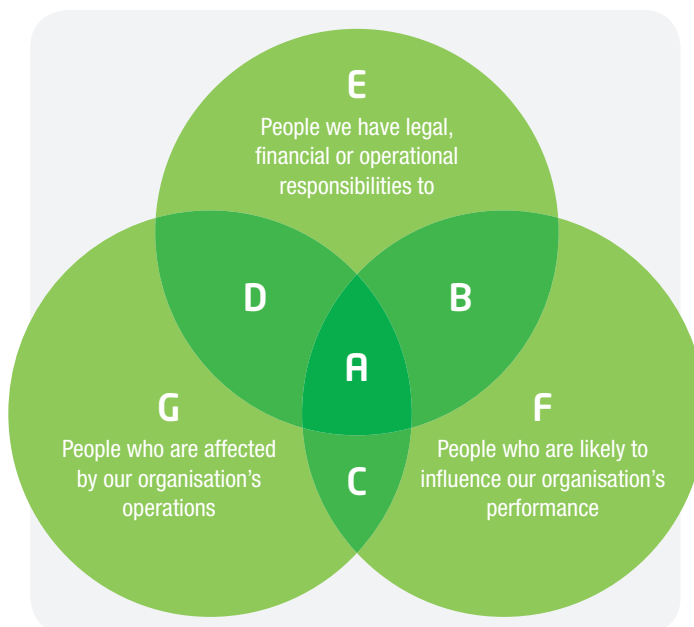 E
People we have legal,
financial or operational
responsibilities to
D
B
A
G
People who are affected
by our organisation’s
operations
F
People who are likely to
influence our organisation’s
performance
C